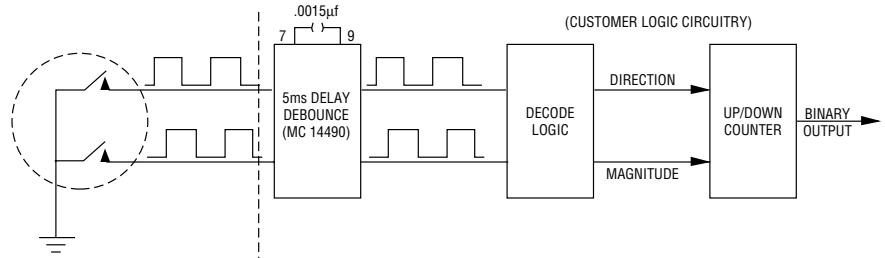 .0015µf
7 9
(CUSTOMER LOGIC CIRCUITRY)
5ms DELAY
DEBOUNCE
(MC 14490)
DECODE
LOGIC
DIRECTION
MAGNITUDE
UP/DOWN
COUNTER
BINARY
OUTPUT